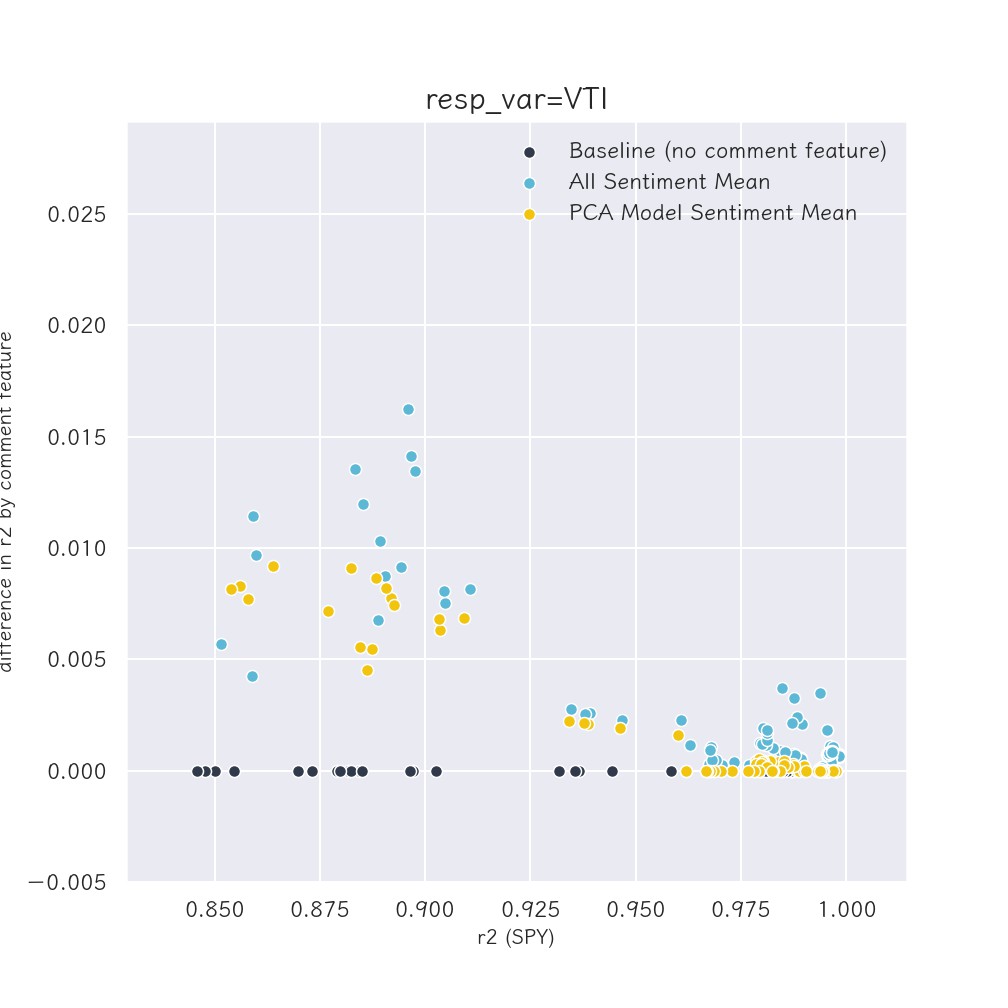 resp_var=VTI
Baseline (no comment feature)
All Sentiment Mean
PCA Model Sentiment Mean
difference in r2 by comment feature
0.025
0.020
0.015
0.010
0.005
0.000
−0.005
0.850 0.875 0.900 0.925 0.950 0.975 1.000
r2 (SPY)